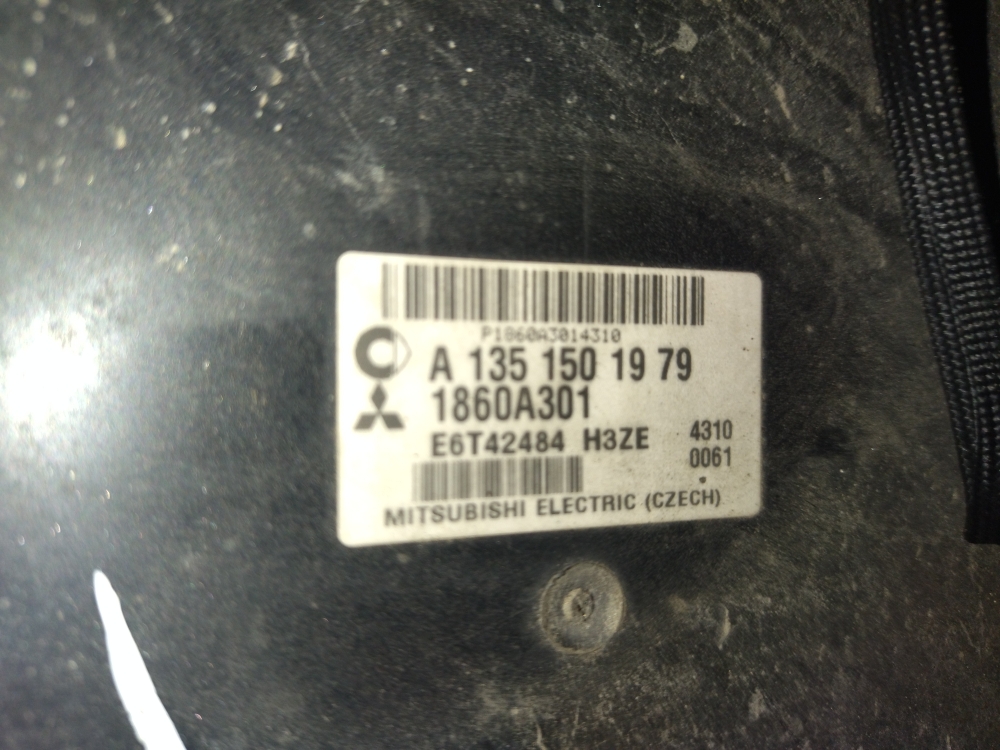 P1860A3014310
A 135 150 19 79
1860A301
E6T42484 H3ZE
4310
0061
MITSUBISHI ELECTRIC (CZECH)